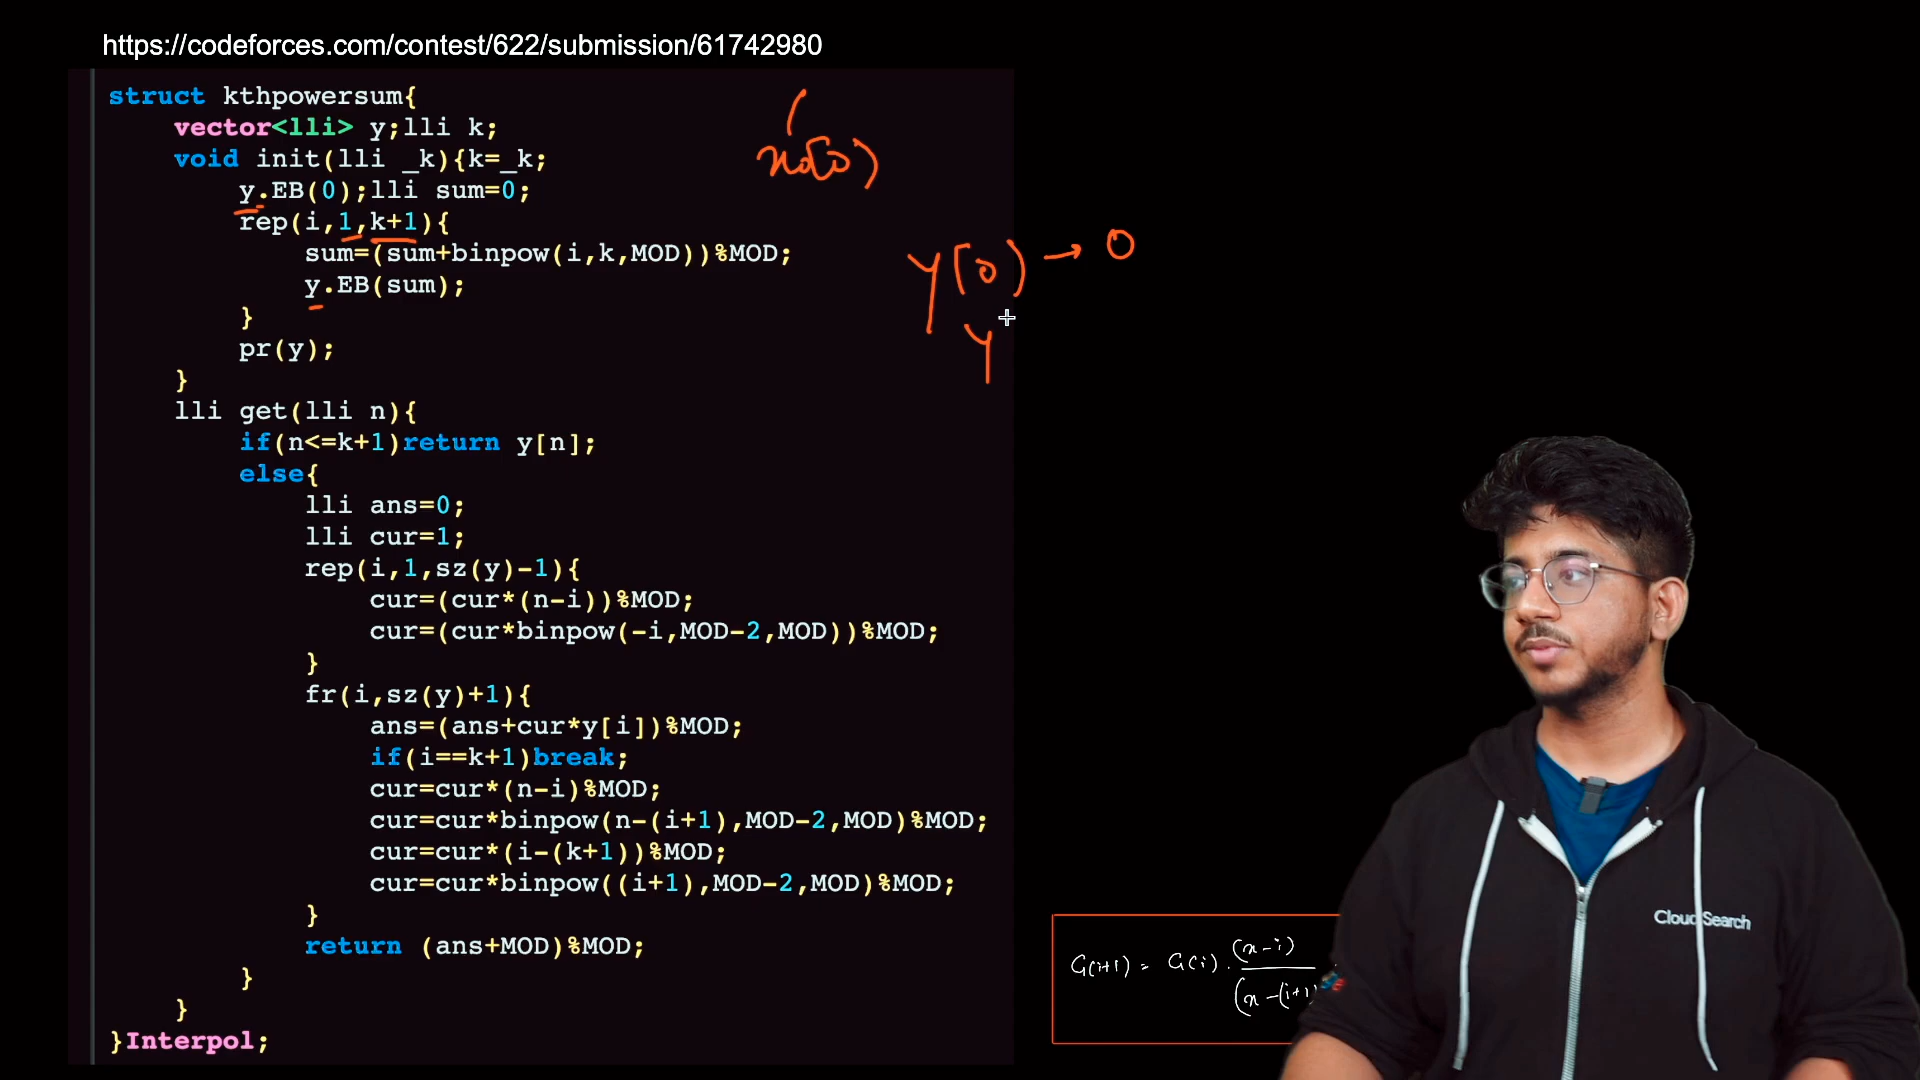 https://codeforces.com/contest/622/submission/61742980
struct kthpowersum{
vector<lli> y;lli k;
void init(lli _k){k=_k;
y.EB(0);lli sum=0;
rep(i,1,k+1){
sum=(sum+binpow(i,k,MOD))%MOD;
y.EB(sum);
}
pr(y);
}
lli get(lli n){
if(n<=k+1)return y[n];
else{
lli ans=0;
lli cur=1;
rep(i,1,sz(y)-1){
cur=(cur*(n-i))%MOD;
cur=(cur*binpow(-i,MOD-2,MOD))%MOD;
}
fr(i,sz(y)+1){
ans=(ans+cur*y[i])%MOD;
if(i==k+1)break;
cur=cur*(n-i)%MOD;
cur=cur*binpow(n-(i+1),MOD-2,MOD)%MOD;
cur=cur*(i-(k+1))%MOD;
cur=cur*binpow((i+1),MOD-2,MOD)%MOD;
}
return (ans+MOD)%MOD;
}
}
}Interpol;
Y[0] → 0
Y
G(i+1) = G(i) . (x-i)
(x-(i+1)
Cloud Search